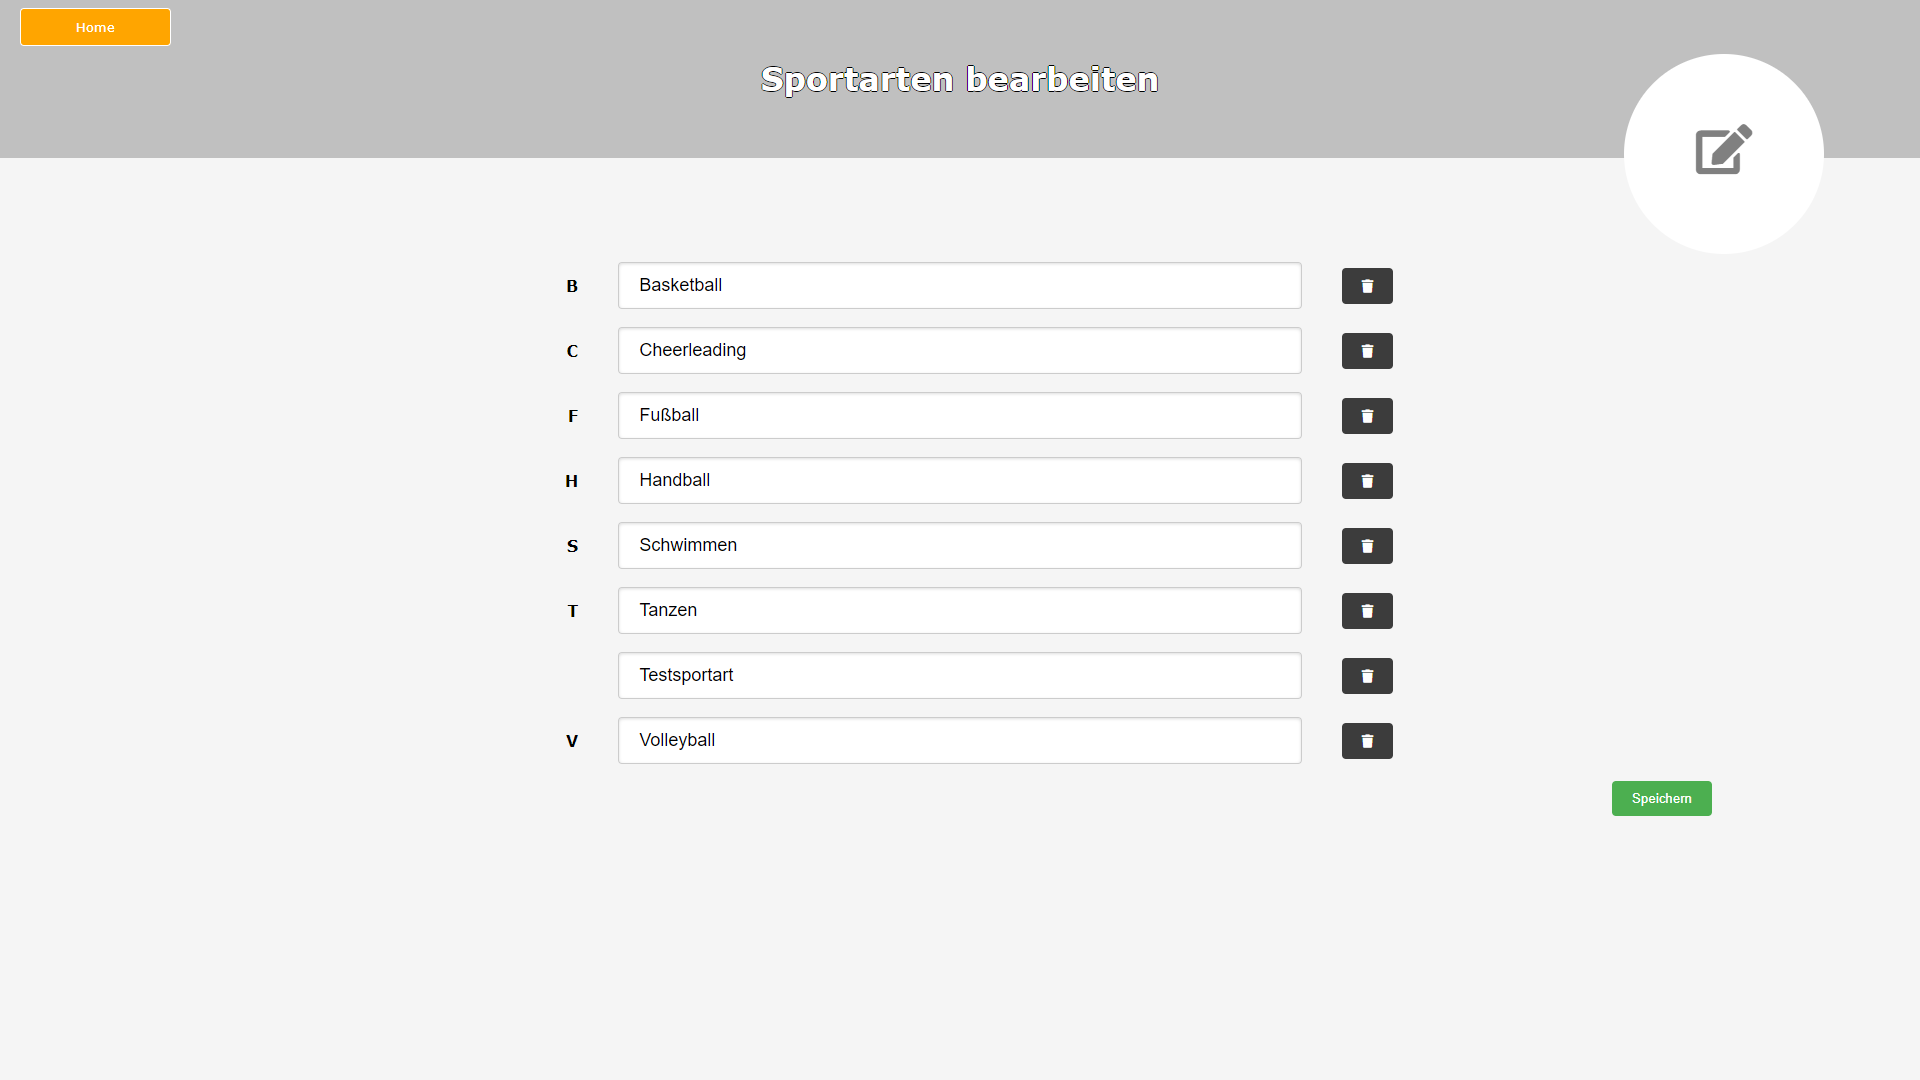 Home
Sportarten bearbeiten
B Basketball
C Cheerleading
F Fußball
H Handball
S Schwimmen
T Tanzen
Testsportart
V Volleyball
Speichern